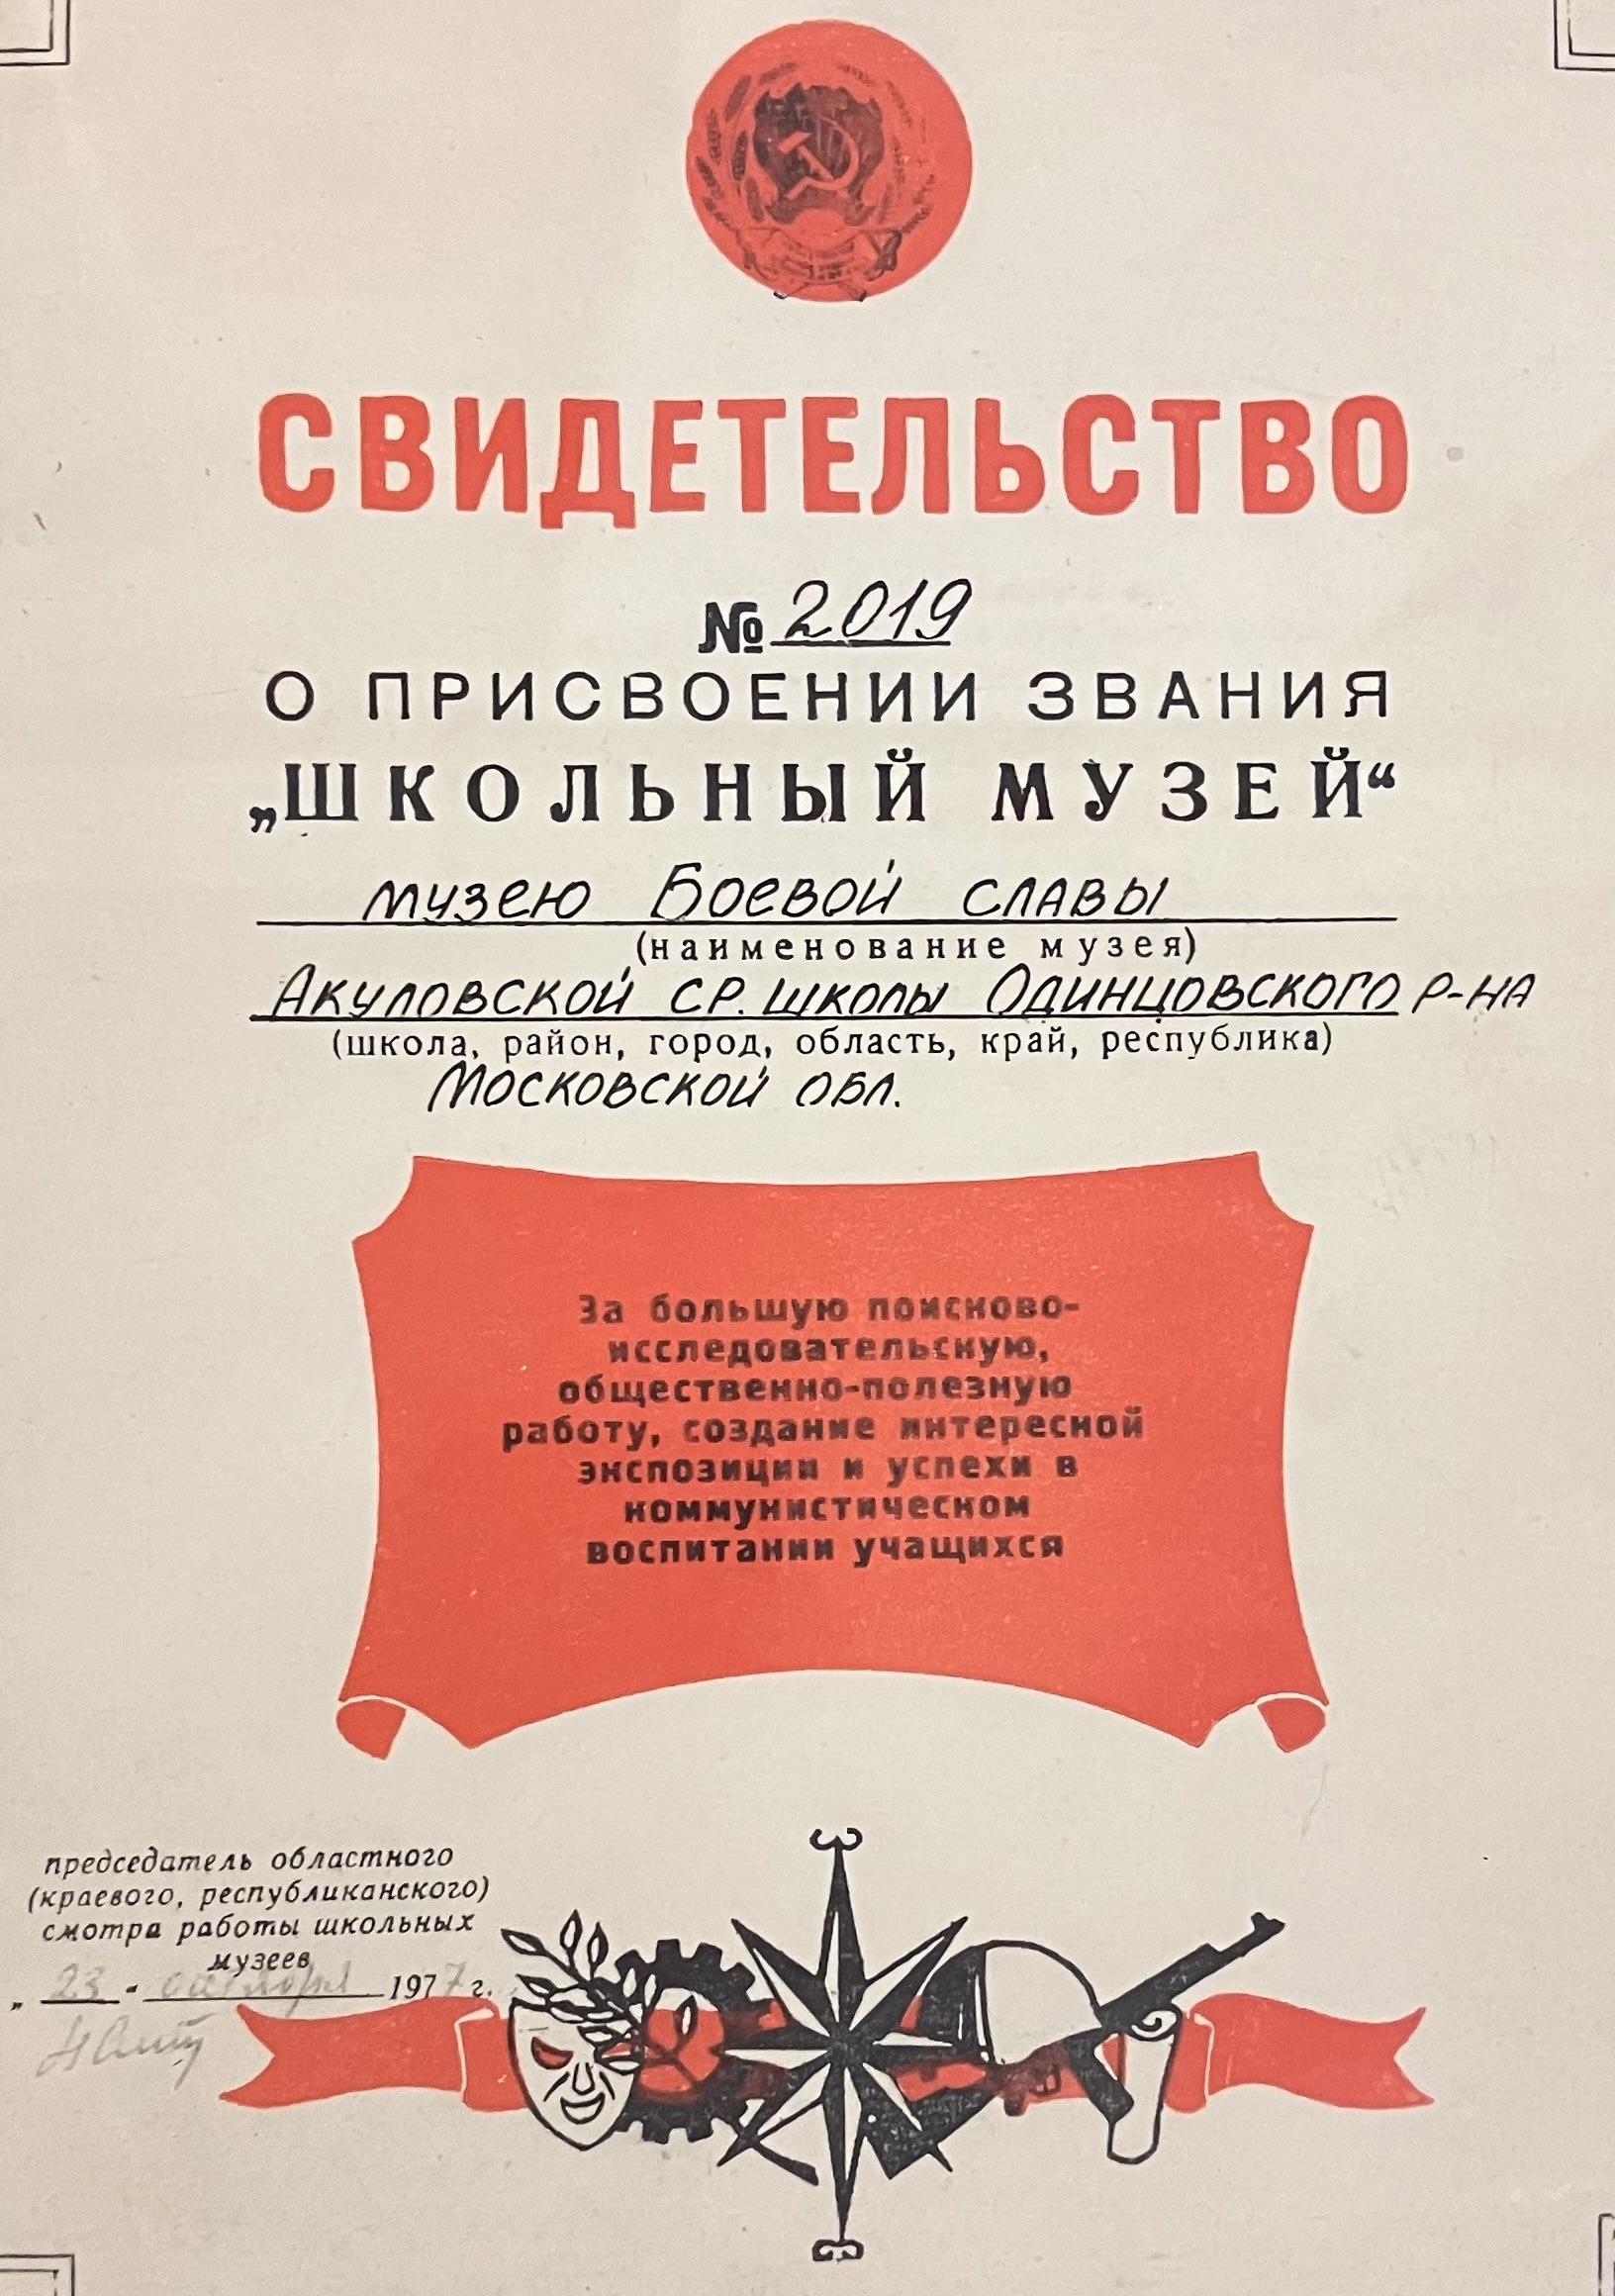 СВИДЕТЕЛЬСТВО
№ 2019
О ПРИСВОЕНИИ ЗВАНИЯ
„ШКОЛЬНЫЙ МУЗЕЙ“
музею Боевой славы
(наименование музея)
Акуловской ср. школы Одинцовского р-на
(школа, район, город, область, край, республика)
Московской обл.
За большую поисково-
исследовательскую,
общественно-полезную
работу, создание интересной
экспозиции и успехи в
коммунистическом
воспитании учащихся
председатель областного
(краевого, республиканского)
смотра работы школьных
музеев
„ 23 “ 1977 г.